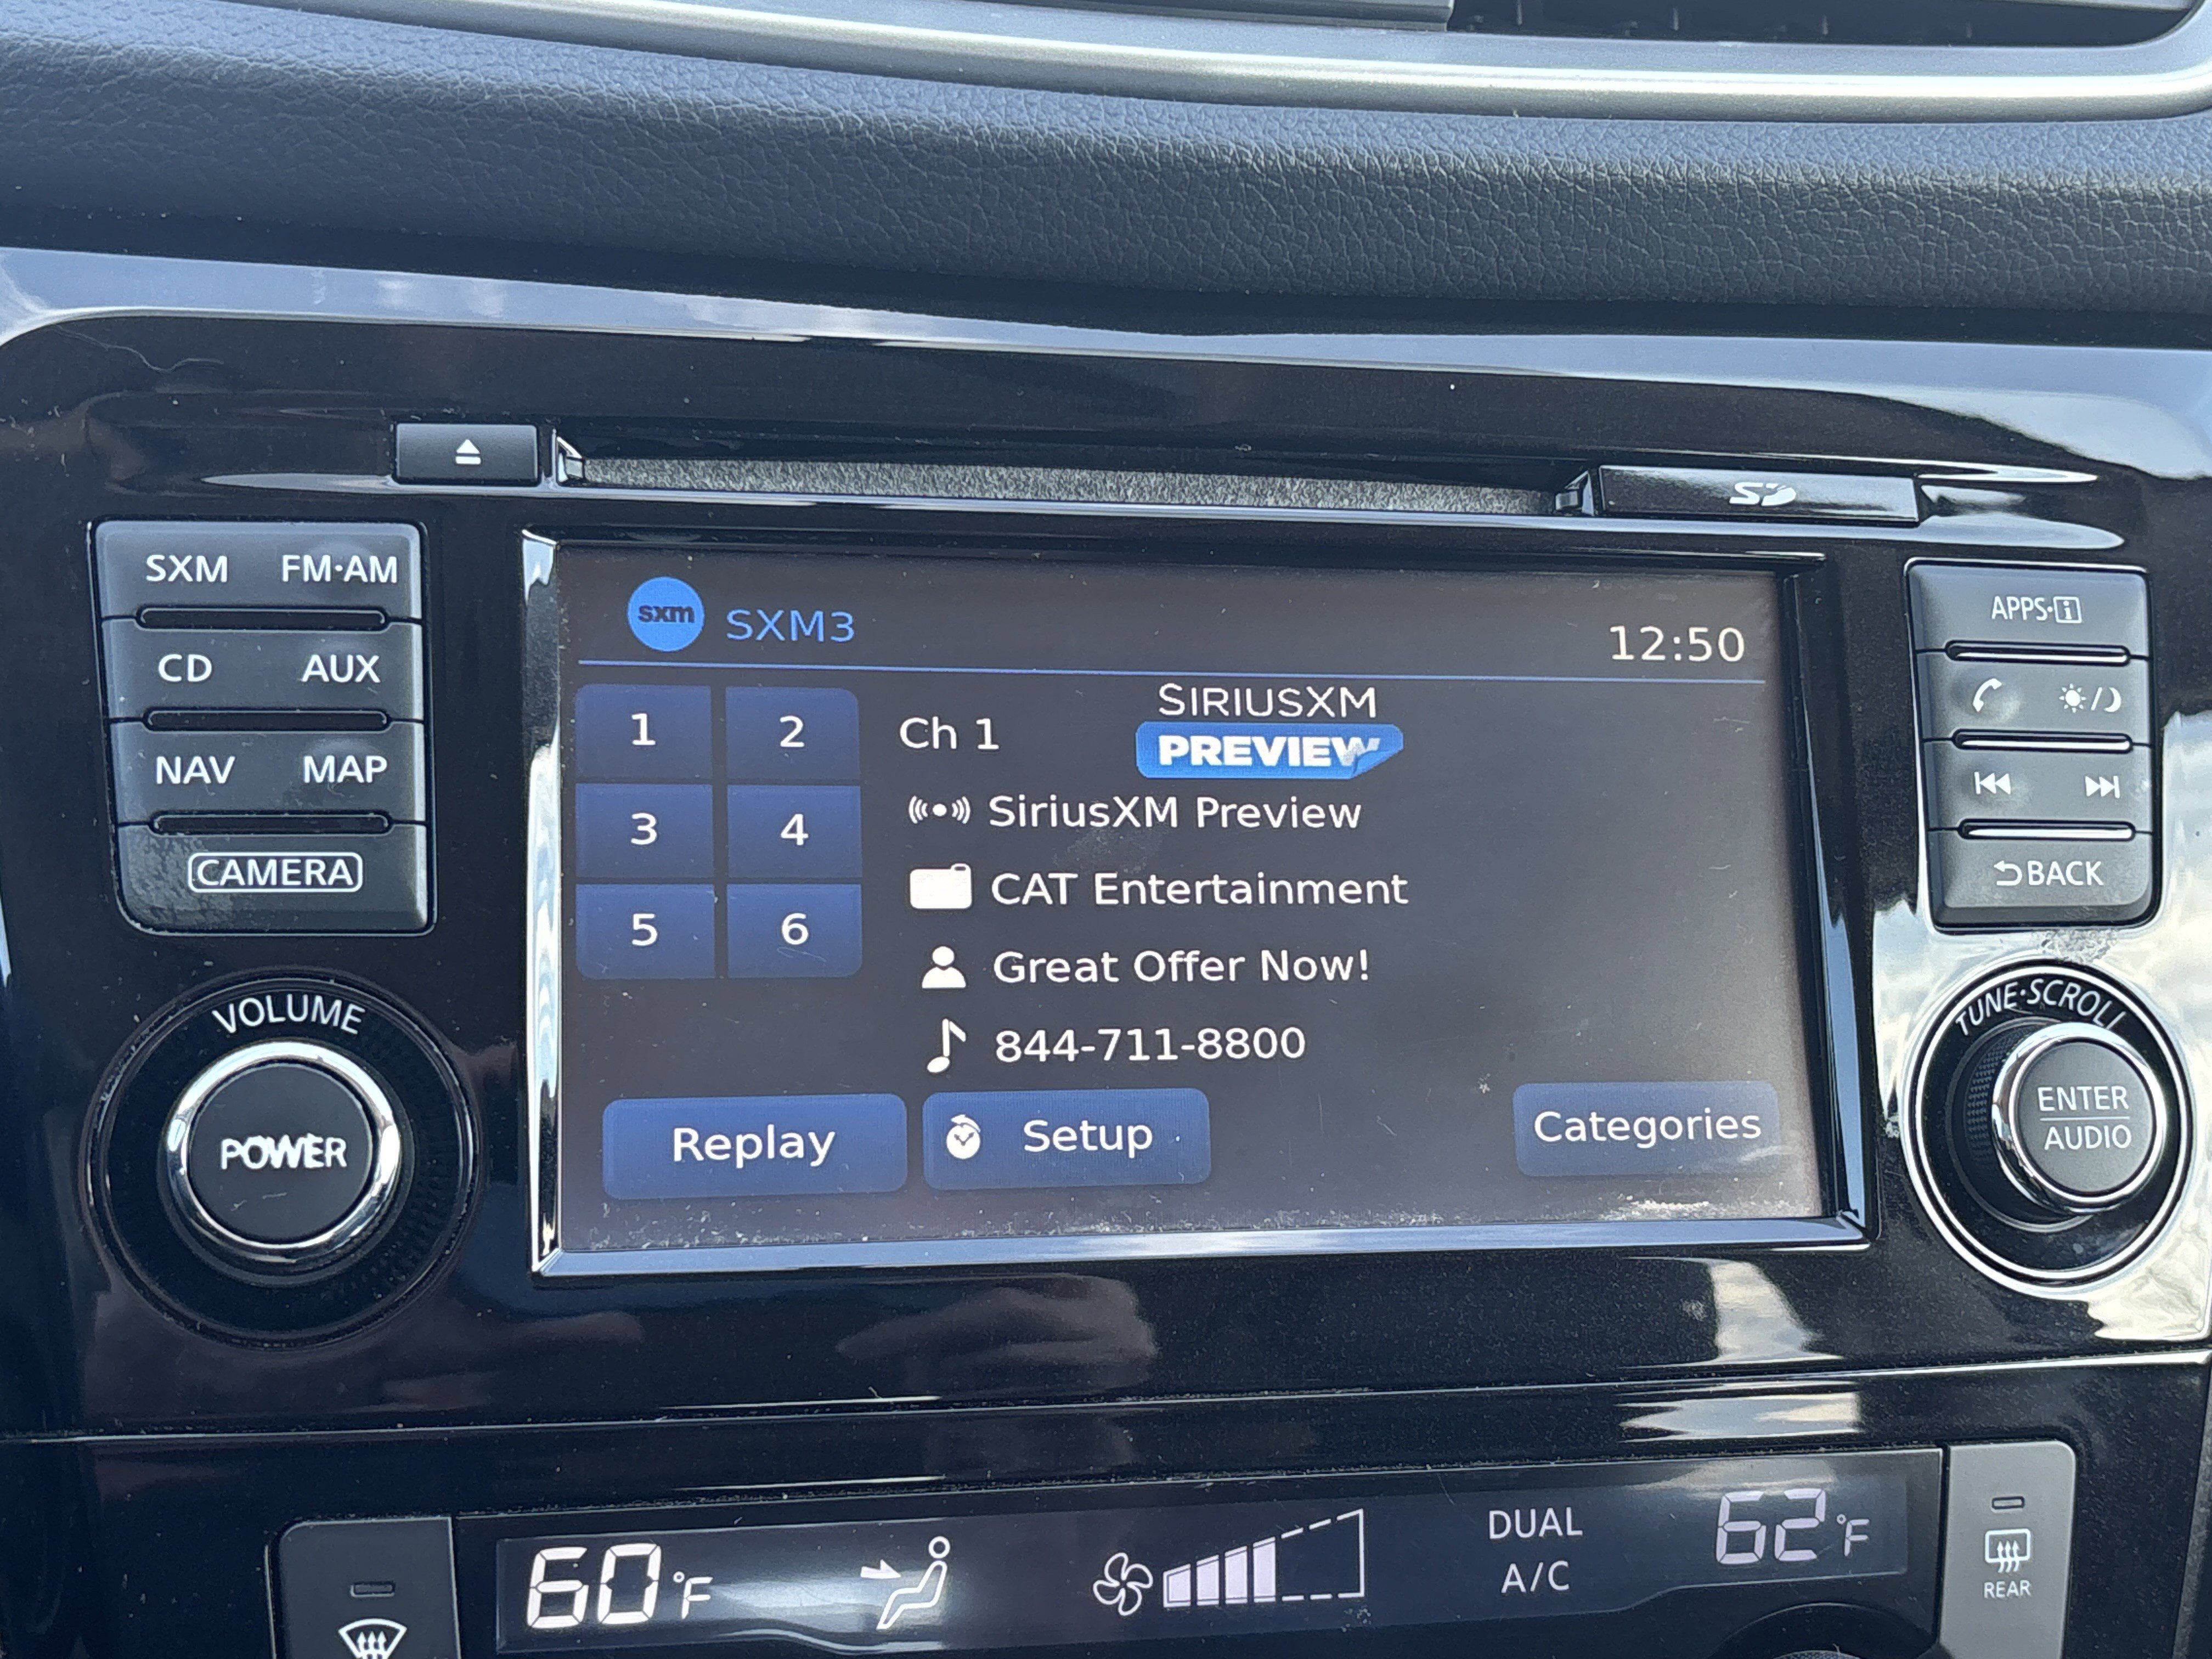 SD
SXM FM·AM
CD AUX
NAV MAP
CAMERA
VOLUME
POWER
sxm SXM3
12:50
1 2
3 4
5 6
Ch 1
SIRIUSXM
PREVIEW
SiriusXM Preview
CAT Entertainment
Great Offer Now!
844-711-8800
Replay
Setup
Categories
APPS·i
BACK
TUNE·SCROLL
ENTER
AUDIO
60°F
DUAL
A/C
62°F
REAR